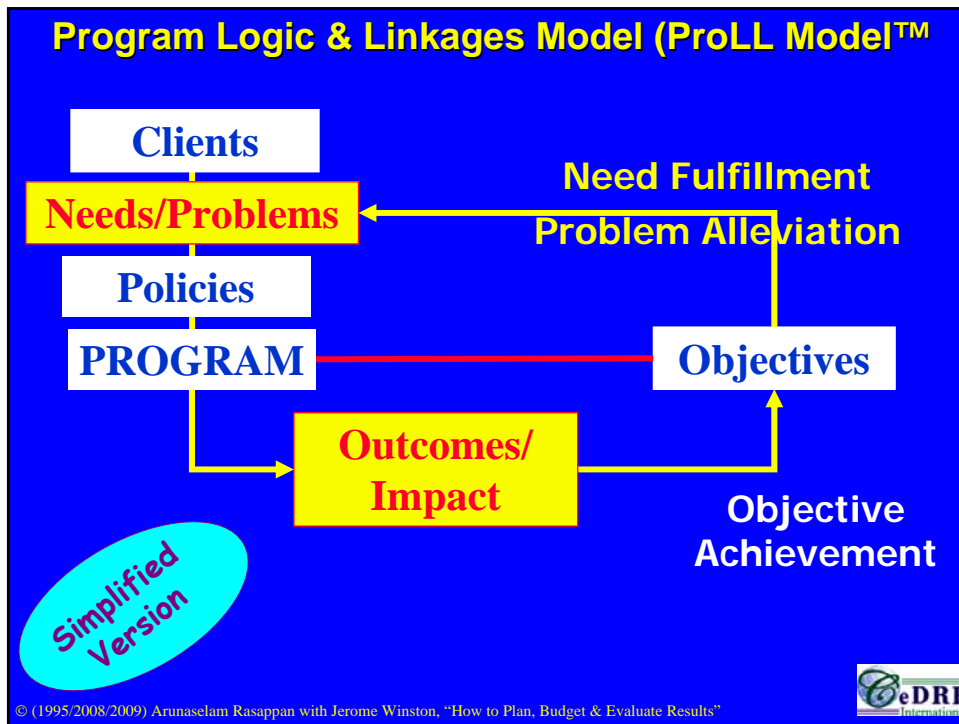 Program Logic & Linkages Model (ProLL Model™
Clients
Needs/Problems
Policies
PROGRAM
Need Fulfillment
Problem Alleviation
Objectives
Outcomes/
Impact
Objective
Achievement
Simplified
Version
© (1995/2008/2009) Arunaselam Rasappan with Jerome Winston, “How to Plan, Budget & Evaluate Results”
International